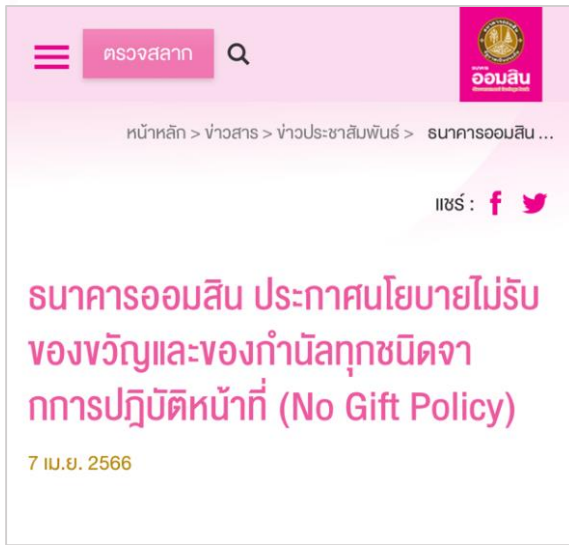 ตรวจสลาก
ธนาคาร
ออมสิน
หน้าหลัก > ข่าวสาร > ข่าวประชาสัมพันธ์ > ธนาคารออมสิน ...
แชร์ :
ธนาคารออมสิน ประกาศนโยบายไม่รับ
ของขวัญและของกำนัลทุกชนิดจา
กการปฏิบัติหน้าที่ (No Gift Policy)
7 เม.ย. 2566